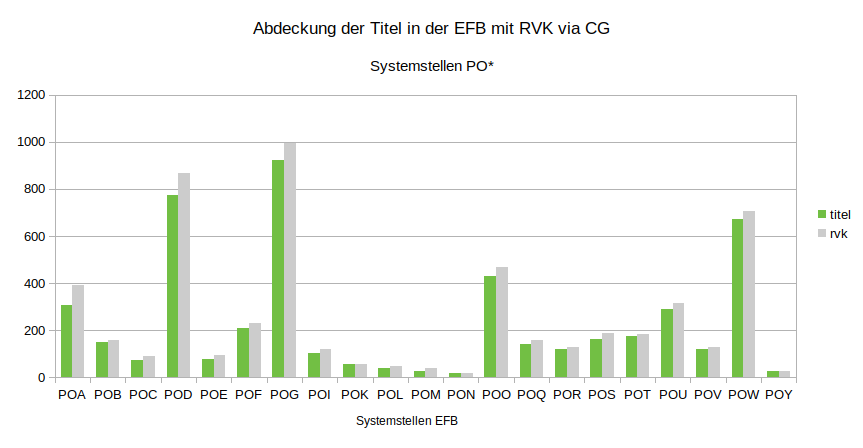 Abdeckung der Titel in der EFB mit RVK via CG
Systemstellen PO*
1200
1000
800
600
400
200
0
POA POB POC POD POE POF POG POI POK POL POM PON POO POQ POR POS POT POU POV POW POY
Systemstellen EFB
titel
rvk